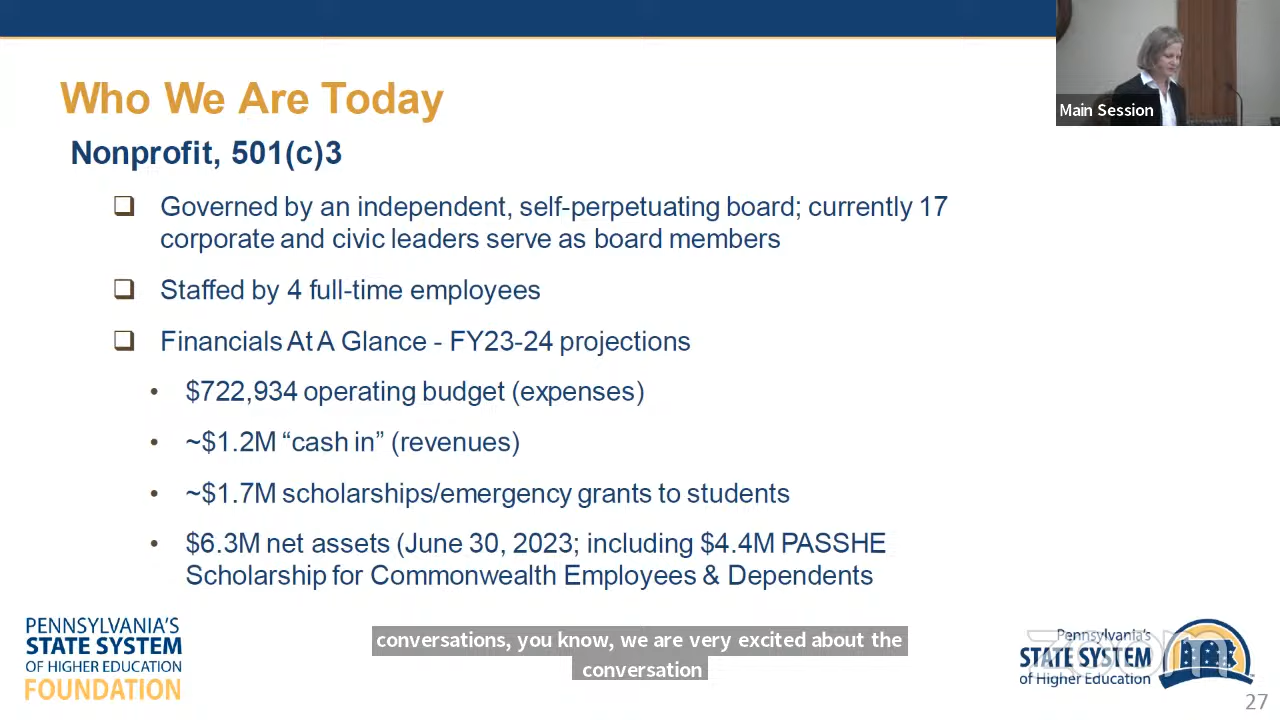 Who We Are Today
Main Session
Nonprofit, 501(c)3
❑ Governed by an independent, self-perpetuating board; currently 17
corporate and civic leaders serve as board members
❑ Staffed by 4 full-time employees
❑ Financials At A Glance - FY23-24 projections
• $722,934 operating budget (expenses)
• ~$1.2M “cash in” (revenues)
• ~$1.7M scholarships/emergency grants to students
• $6.3M net assets (June 30, 2023; including $4.4M PASSHE
Scholarship for Commonwealth Employees & Dependents
PENNSYLVANIA'S
STATE SYSTEM
OF HIGHER EDUCATION
FOUNDATION
conversations, you know, we are very excited about the
conversation
Pennsylvania's
STATE SYSTEM
of Higher Education
zoom
27